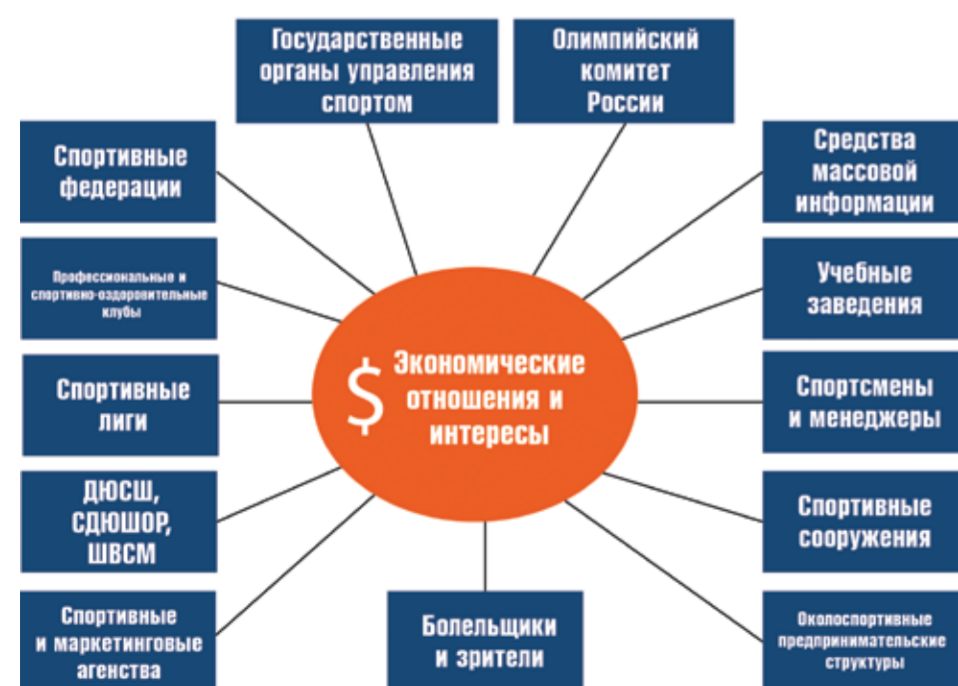 Государственные
органы управления
спортом
Олимпийский
комитет
России
Спортивные
федерации
Средства
массовой
информации
Профессиональные и
спортивно-оздоровительные
клубы
Учебные
заведения
$
Экономические
отношения и
интересы
Спортивные
лиги
Спортсмены
и менеджеры
ДЮСШ,
СДЮШОР,
ШВСМ
Спортивные
сооружения
Спортивные
и маркетинговые
агенства
Болельщики
и зрители
Околоспортивные
предпринимательские
структуры